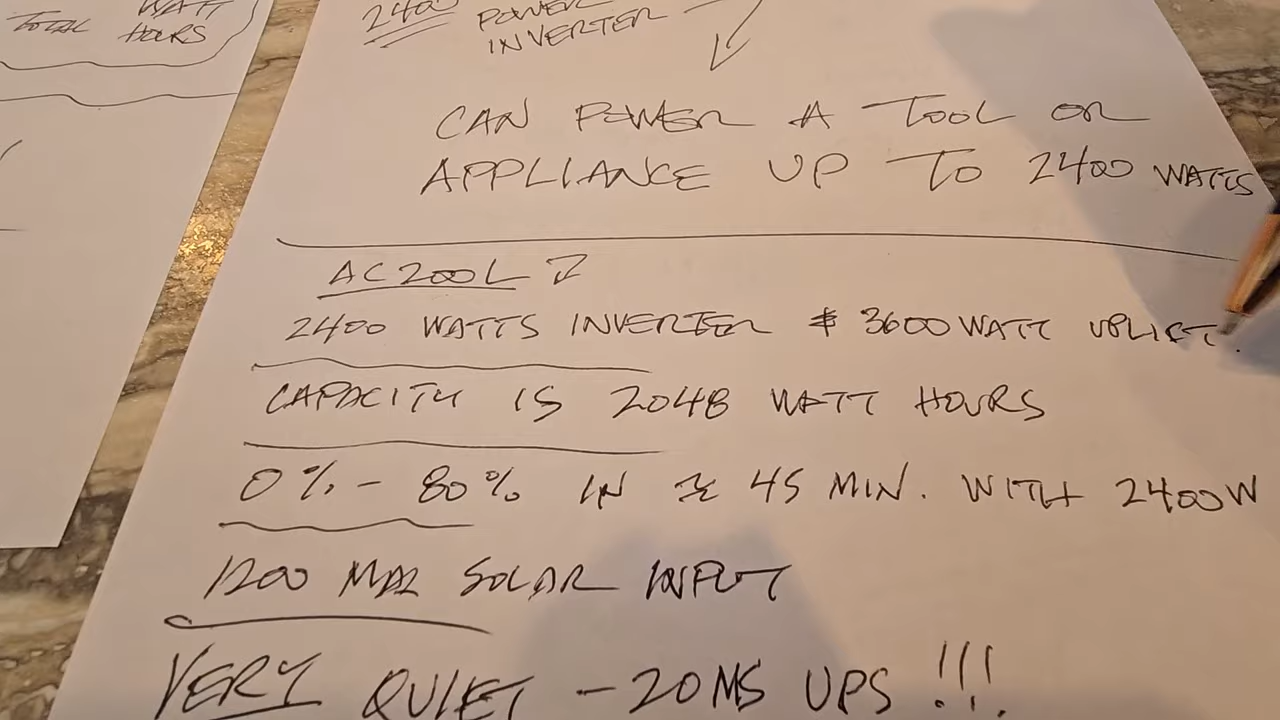 TOTAL WATT
HOURS
2400 POWER
INVERTER
CAN POWER A TOOL OR
APPLIANCE UP TO 2400 WATTS
AC200L
2400 WATTS INVERTER & 3600 WATT UPLIFT.
CAPACITY IS 2048 WATT HOURS
0% - 80% IN ≈ 45 MIN. WITH 2400W
1200 MAX SOLAR INPUT
VERY QUIET - 20MS UPS !!!